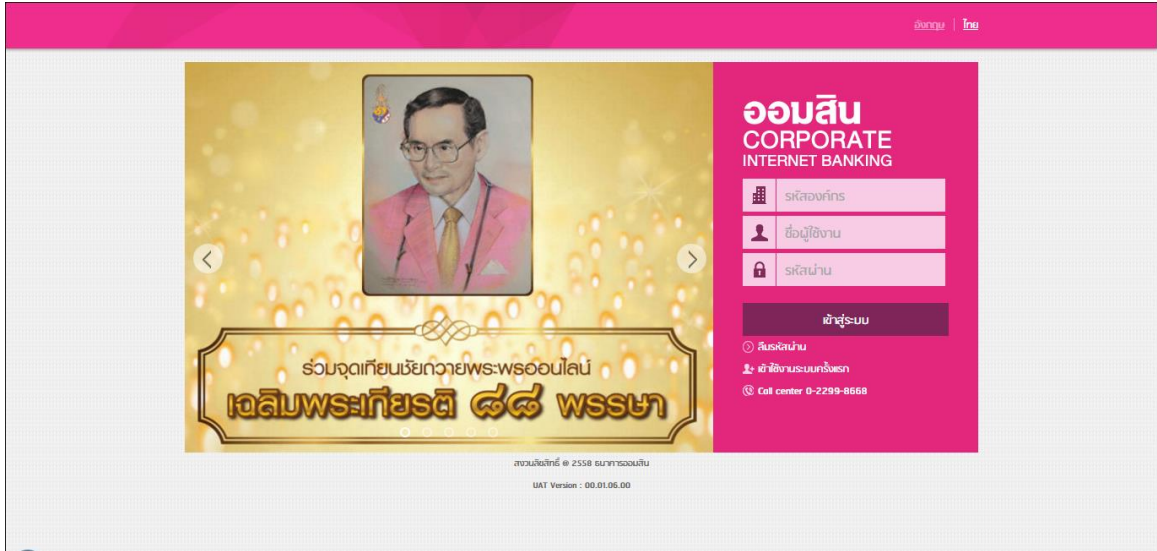 อังกฤษ | ไทย
ออมสิน
CORPORATE
INTERNET BANKING
รหัสองค์กร
ชื่อผู้ใช้งาน
รหัสผ่าน
เข้าสู่ระบบ
ลืมรหัสผ่าน
เข้าใช้งานระบบครั้งแรก
Call center 0-2299-8668
ร่วมจุดเทียนชัยถวายพระพรออนไลน์
เฉลิมพระเกียรติ ๘๘ พรรษา
สงวนลิขสิทธิ์ @ 2558 ธนาคารออมสิน
UAT Version : 00.01.06.00